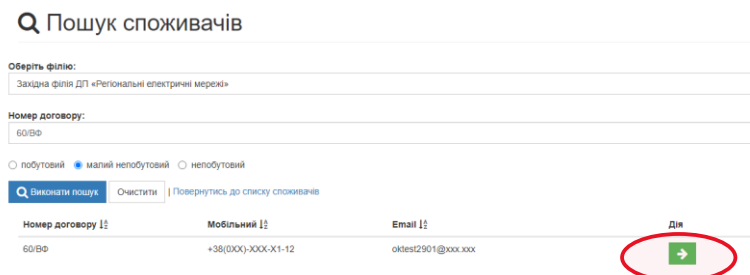 Пошук споживачів
Оберіть філію:
Західна філія ДП «Регіональні електричні мережі»
Номер договору:
60/ВФ
побутовий малий непобутовий непобутовий
Виконати пошук Очистити | Повернутись до списку споживачів
Номер договору Мобільний Email Дія
60/ВФ +38(0XX)-XXX-X1-12 oktest2901@xxx.xxx